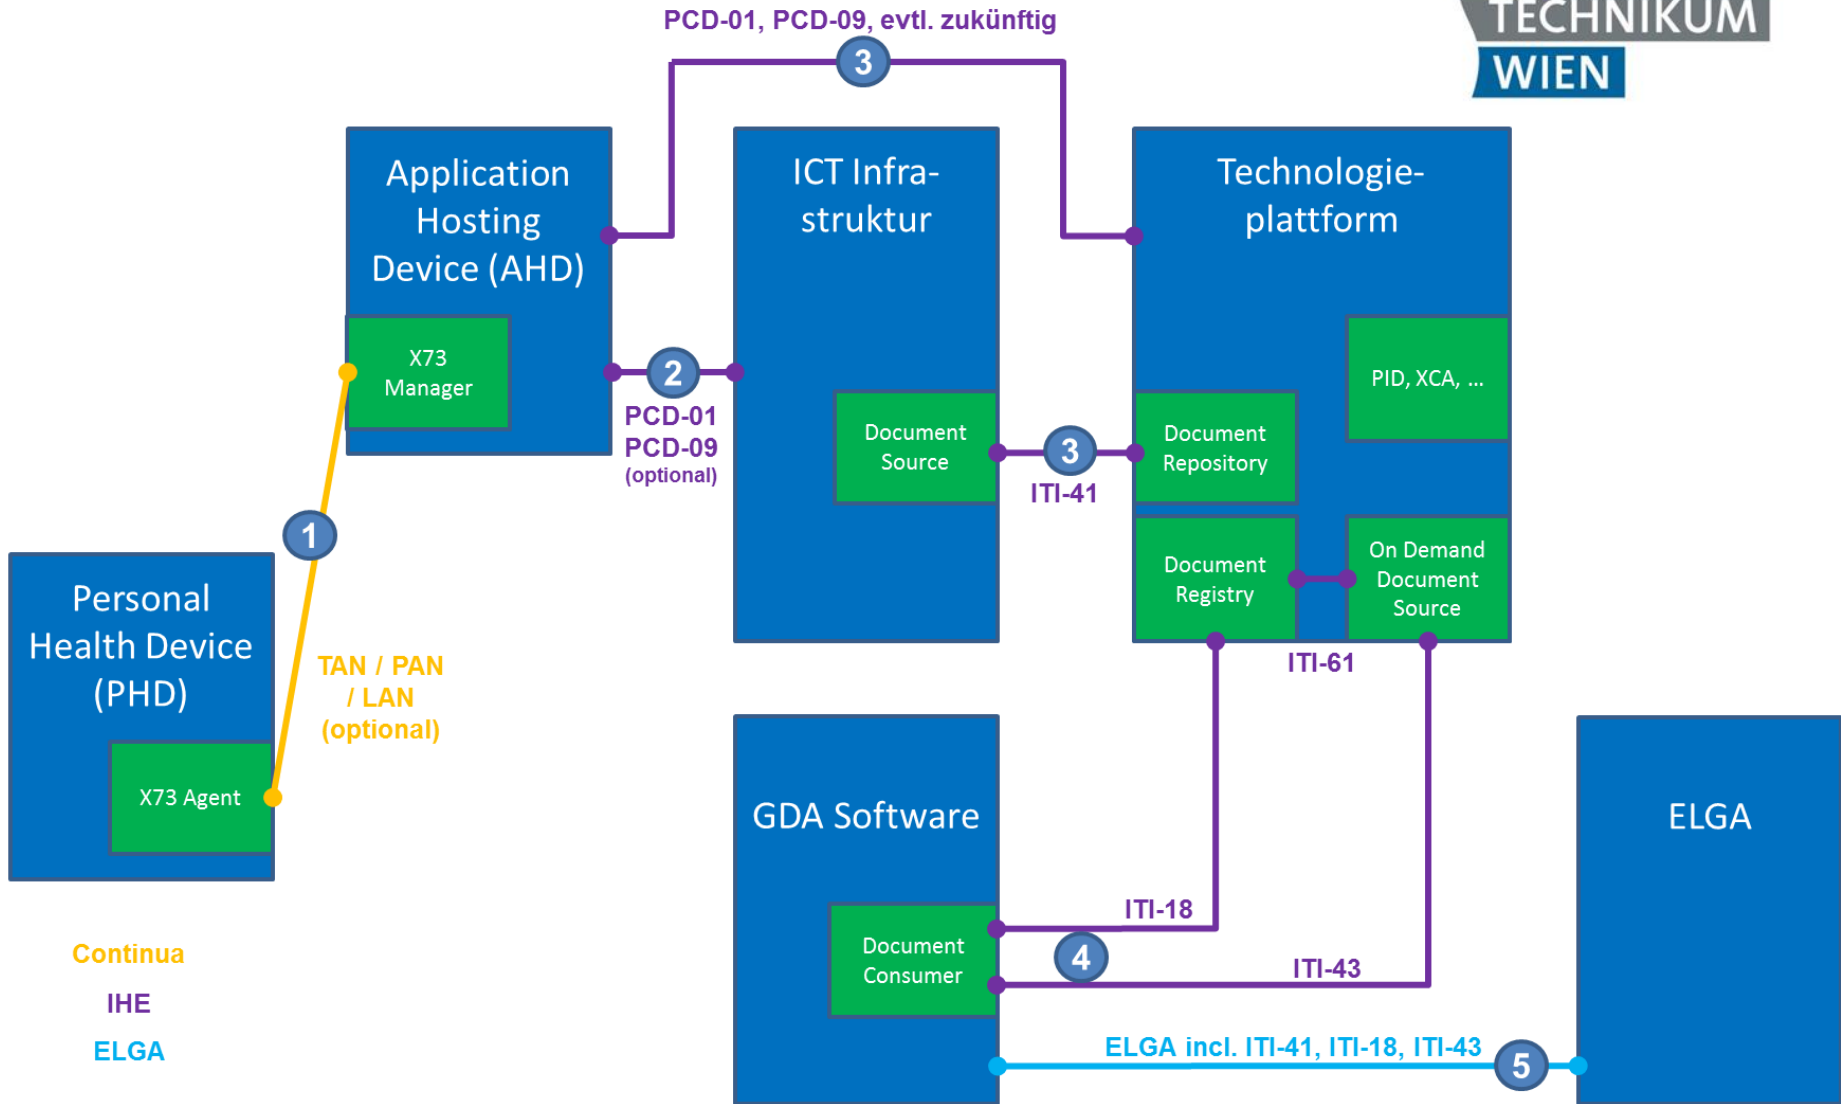 PCD-01, PCD-09, evtl. zukünftig
3
TECHNIKUM
WIEN
Application
Hosting
Device (AHD)
X73
Manager
ICT Infra-
struktur
Document
Source
Technologie-
plattform
PID, XCA, ...
Document
Repository
Document
Registry
On Demand
Document
Source
2
PCD-01
PCD-09
(optional)
3
ITI-41
1
TAN / PAN
/ LAN
(optional)
Personal
Health Device
(PHD)
X73 Agent
ITI-61
GDA Software
Document
Consumer
ITI-18
4
ITI-43
ELGA
ELGA incl. ITI-41, ITI-18, ITI-43
5
Continua
IHE
ELGA